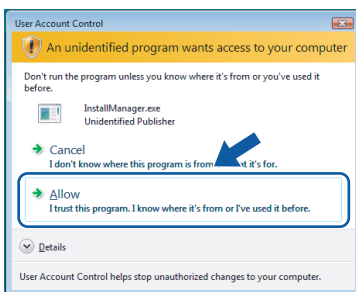 User Account Control
An unidentified program wants access to your computer
Don't run the program unless you know where it's from or you've used it
before.
InstallManager.exe
Unidentified Publisher
Cancel
I don't know where this program is from it's for.
Allow
I trust this program. I know where it's from or I've used it before.
Details
User Account Control helps stop unauthorized changes to your computer.